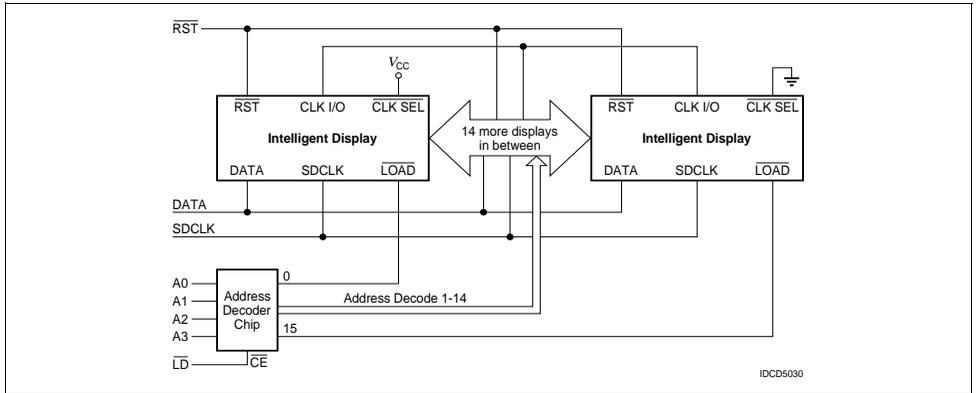 RST
VCC
RST CLK I/O CLK SEL
Intelligent Display
DATA SDCLK LOAD
14 more displays
in between
RST CLK I/O CLK SEL
Intelligent Display
DATA SDCLK LOAD
DATA
SDCLK
A0
A1
A2
A3
Address
Decoder
Chip
0
Address Decode 1-14
15
LD
CE
IDCD5030